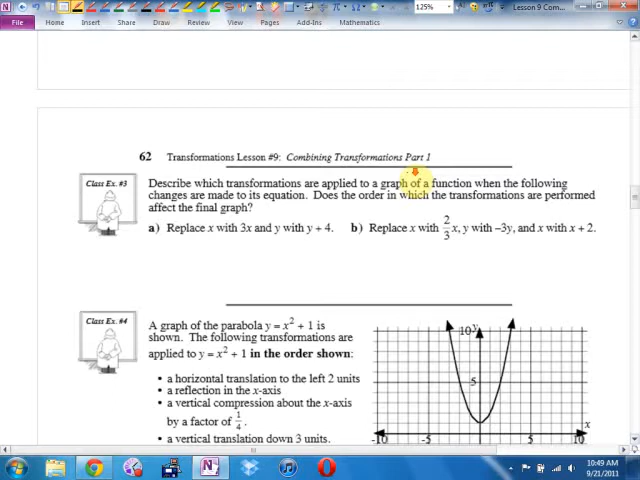 125%
Lesson 9 Com...
File
Home
Insert
Share
Draw
Review
View
Add-Ins
Mathematics
62 Transformations Lesson #9: Combining Transformations Part 1
Class Ex. #3
Describe which transformations are applied to a graph of a function when the following
changes are made to its equation. Does the order in which the transformations are performed
affect the final graph?
a) Replace x with 3x and y with y + 4.
b) Replace x with 2/3 x, y with –3y, and x with x + 2.
Class Ex. #4
A graph of the parabola y = x² + 1 is
shown. The following transformations are
applied to y = x² + 1 in the order shown:
• a horizontal translation to the left 2 units
• a reflection in the x-axis
• a vertical compression about the x-axis
by a factor of 1/4.
• a vertical translation down 3 units.
10 y
5
x
-10 -5 5 10
10:49 AM
9/21/2011